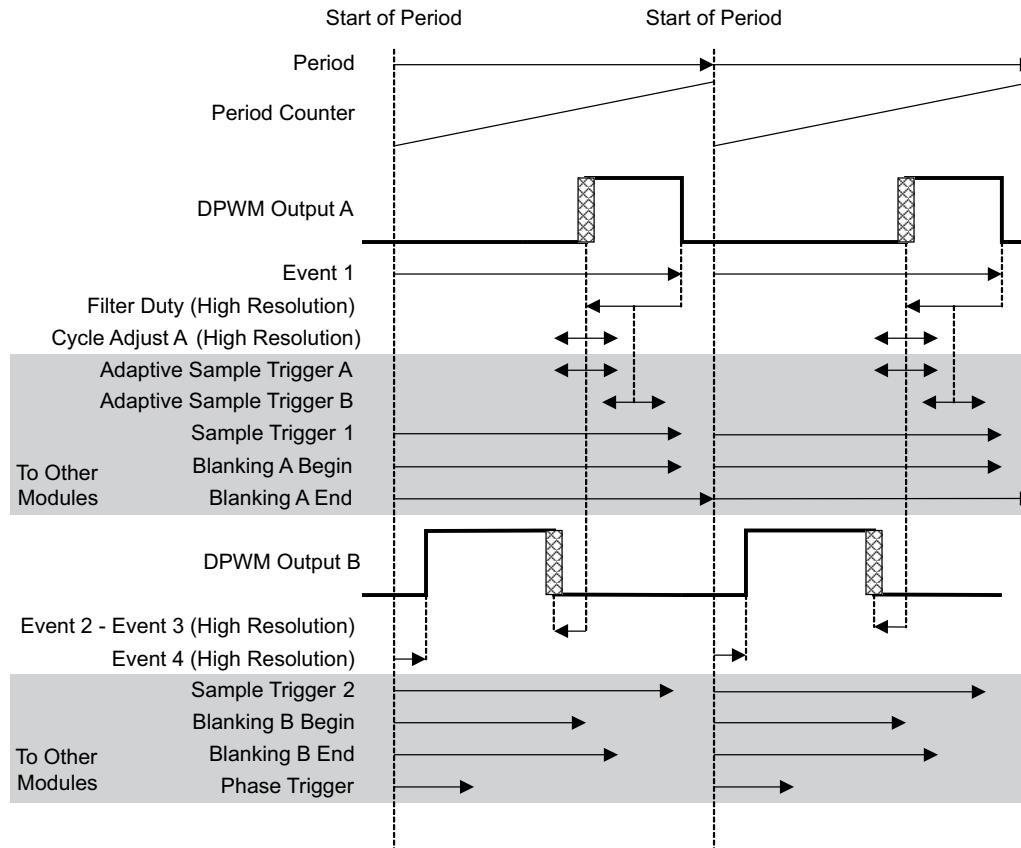 Start of Period
Start of Period
Period
Period Counter
DPWM Output A
Event 1
Filter Duty (High Resolution)
Cycle Adjust A (High Resolution)
Adaptive Sample Trigger A
Adaptive Sample Trigger B
Sample Trigger 1
Blanking A Begin
To Other
Modules
Blanking A End
DPWM Output B
Event 2 - Event 3 (High Resolution)
Event 4 (High Resolution)
Sample Trigger 2
Blanking B Begin
Blanking B End
To Other
Modules
Phase Trigger